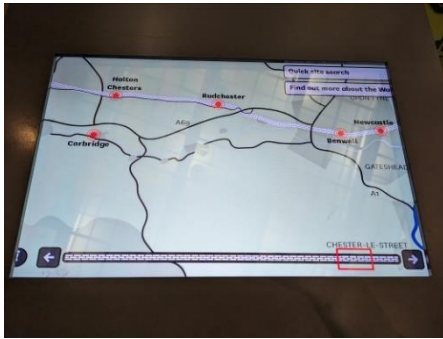 Quick site search
Find out more about the Wo
Halton
Chesters
Rudchester
A69
Newcastle
Benwell
Corbridge
GATESHEAD
A1
CHESTER-LE-STREET